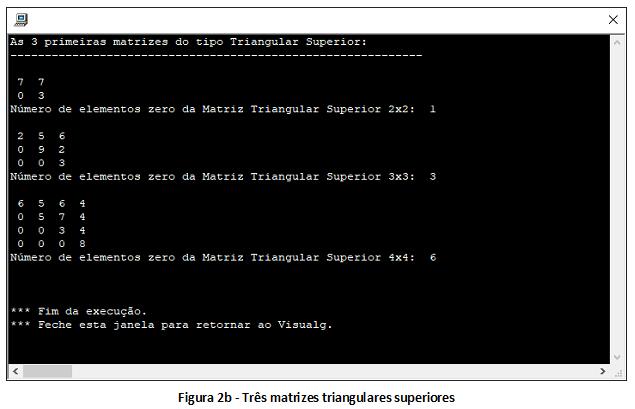 As 3 primeiras matrizes do tipo Triangular Superior:
------------------------------------------------------------
7 7
0 3
Número de elementos zero da Matriz Triangular Superior 2x2: 1
2 5 6
0 9 2
0 0 3
Número de elementos zero da Matriz Triangular Superior 3x3: 3
6 5 6 4
0 5 7 4
0 0 3 4
0 0 0 8
Número de elementos zero da Matriz Triangular Superior 4x4: 6
*** Fim da execução.
*** Feche esta janela para retornar ao Visualg.
Figura 2b - Três matrizes triangulares superiores